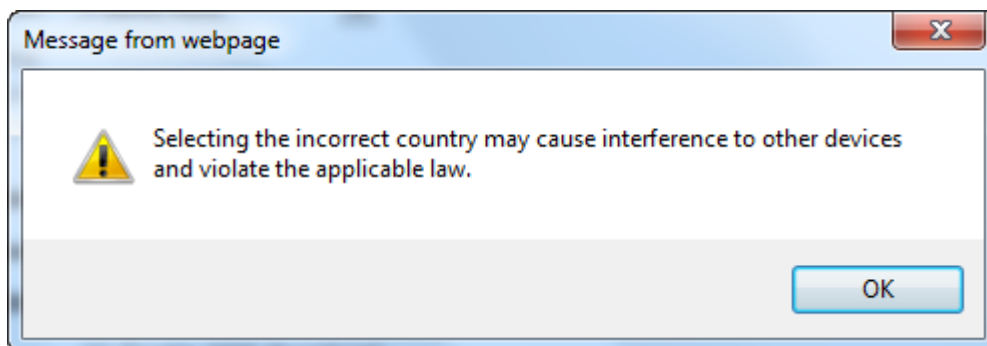 Message from webpage
Selecting the incorrect country may cause interference to other devices
and violate the applicable law.
OK